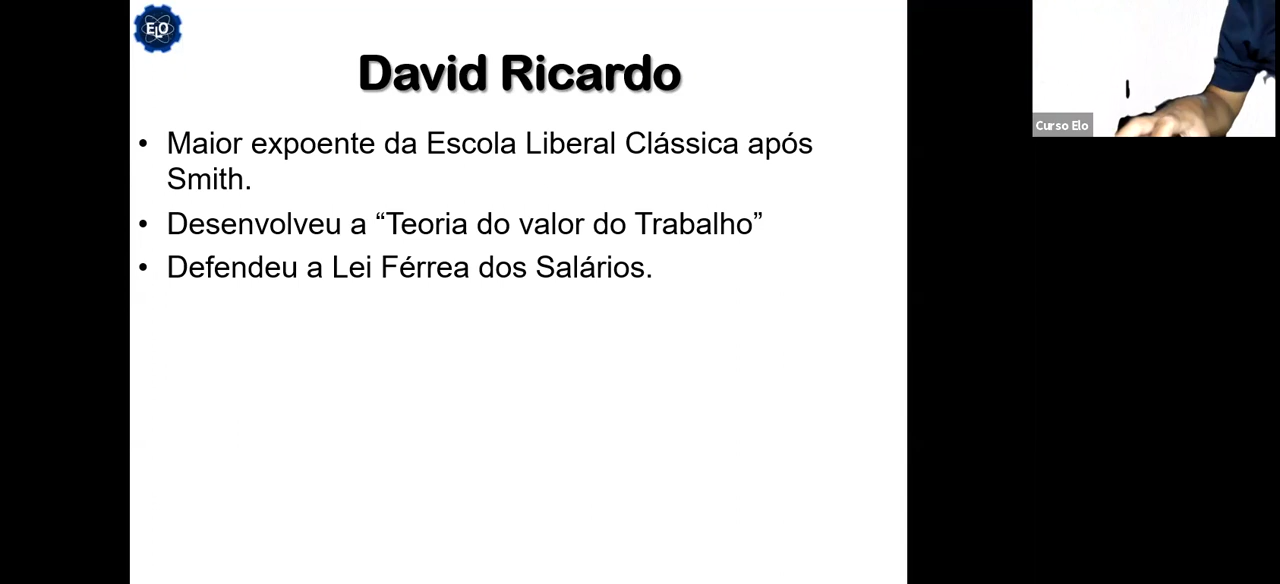 ELO
David Ricardo
• Maior expoente da Escola Liberal Clássica após
Smith.
• Desenvolveu a “Teoria do valor do Trabalho”
• Defendeu a Lei Férrea dos Salários.
Curso Elo